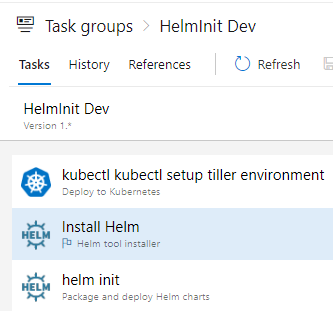 Task groups > HelmInit Dev
Tasks History References Refresh
HelmInit Dev
Version 1.*
kubectl kubectl setup tiller environment
Deploy to Kubernetes
HELM
Install Helm
Helm tool installer
HELM
helm init
Package and deploy Helm charts